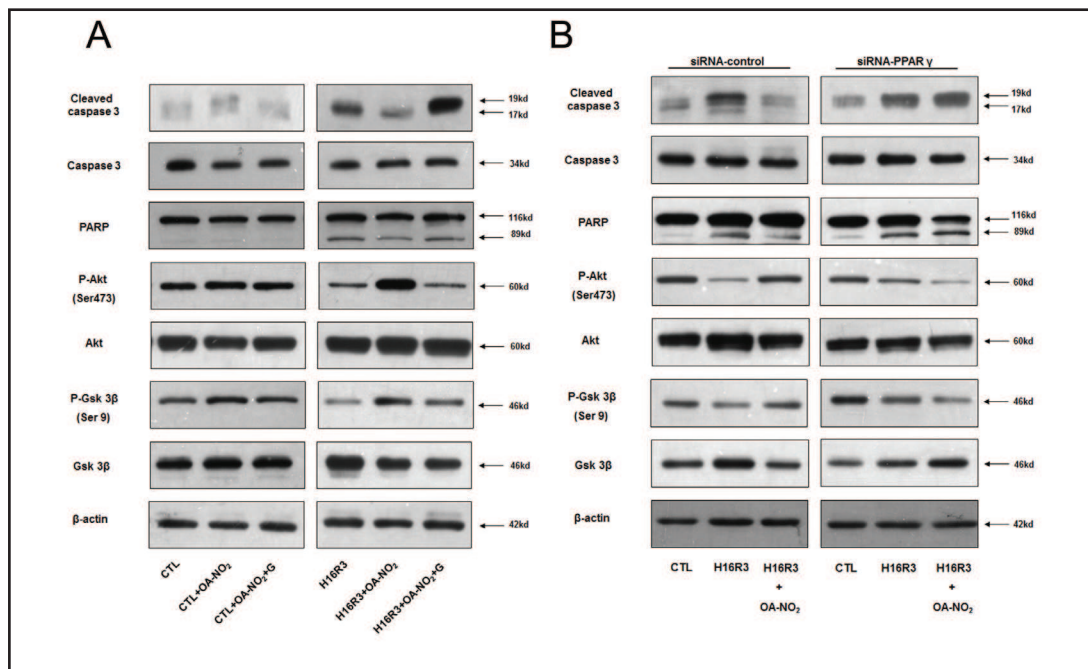 A
Cleaved
caspase 3
19kd
17kd
Caspase 3
34kd
PARP
116kd
89kd
P-Akt
(Ser473)
60kd
Akt
60kd
P-Gsk 3β
(Ser 9)
46kd
Gsk 3β
46kd
β-actin
42kd
CTL
CTL+OA-NO₂
CTL+OA-NO₂+G
H16R3
H16R3+OA-NO₂
H16R3+OA-NO₂+G
B
siRNA-control
siRNA-PPAR γ
Cleaved
caspase 3
19kd
17kd
Caspase 3
34kd
PARP
116kd
89kd
P-Akt
(Ser473)
60kd
Akt
60kd
P-Gsk 3β
(Ser 9)
46kd
Gsk 3β
46kd
β-actin
42kd
CTL
H16R3
H16R3
+
OA-NO₂
CTL
H16R3
H16R3
+
OA-NO₂